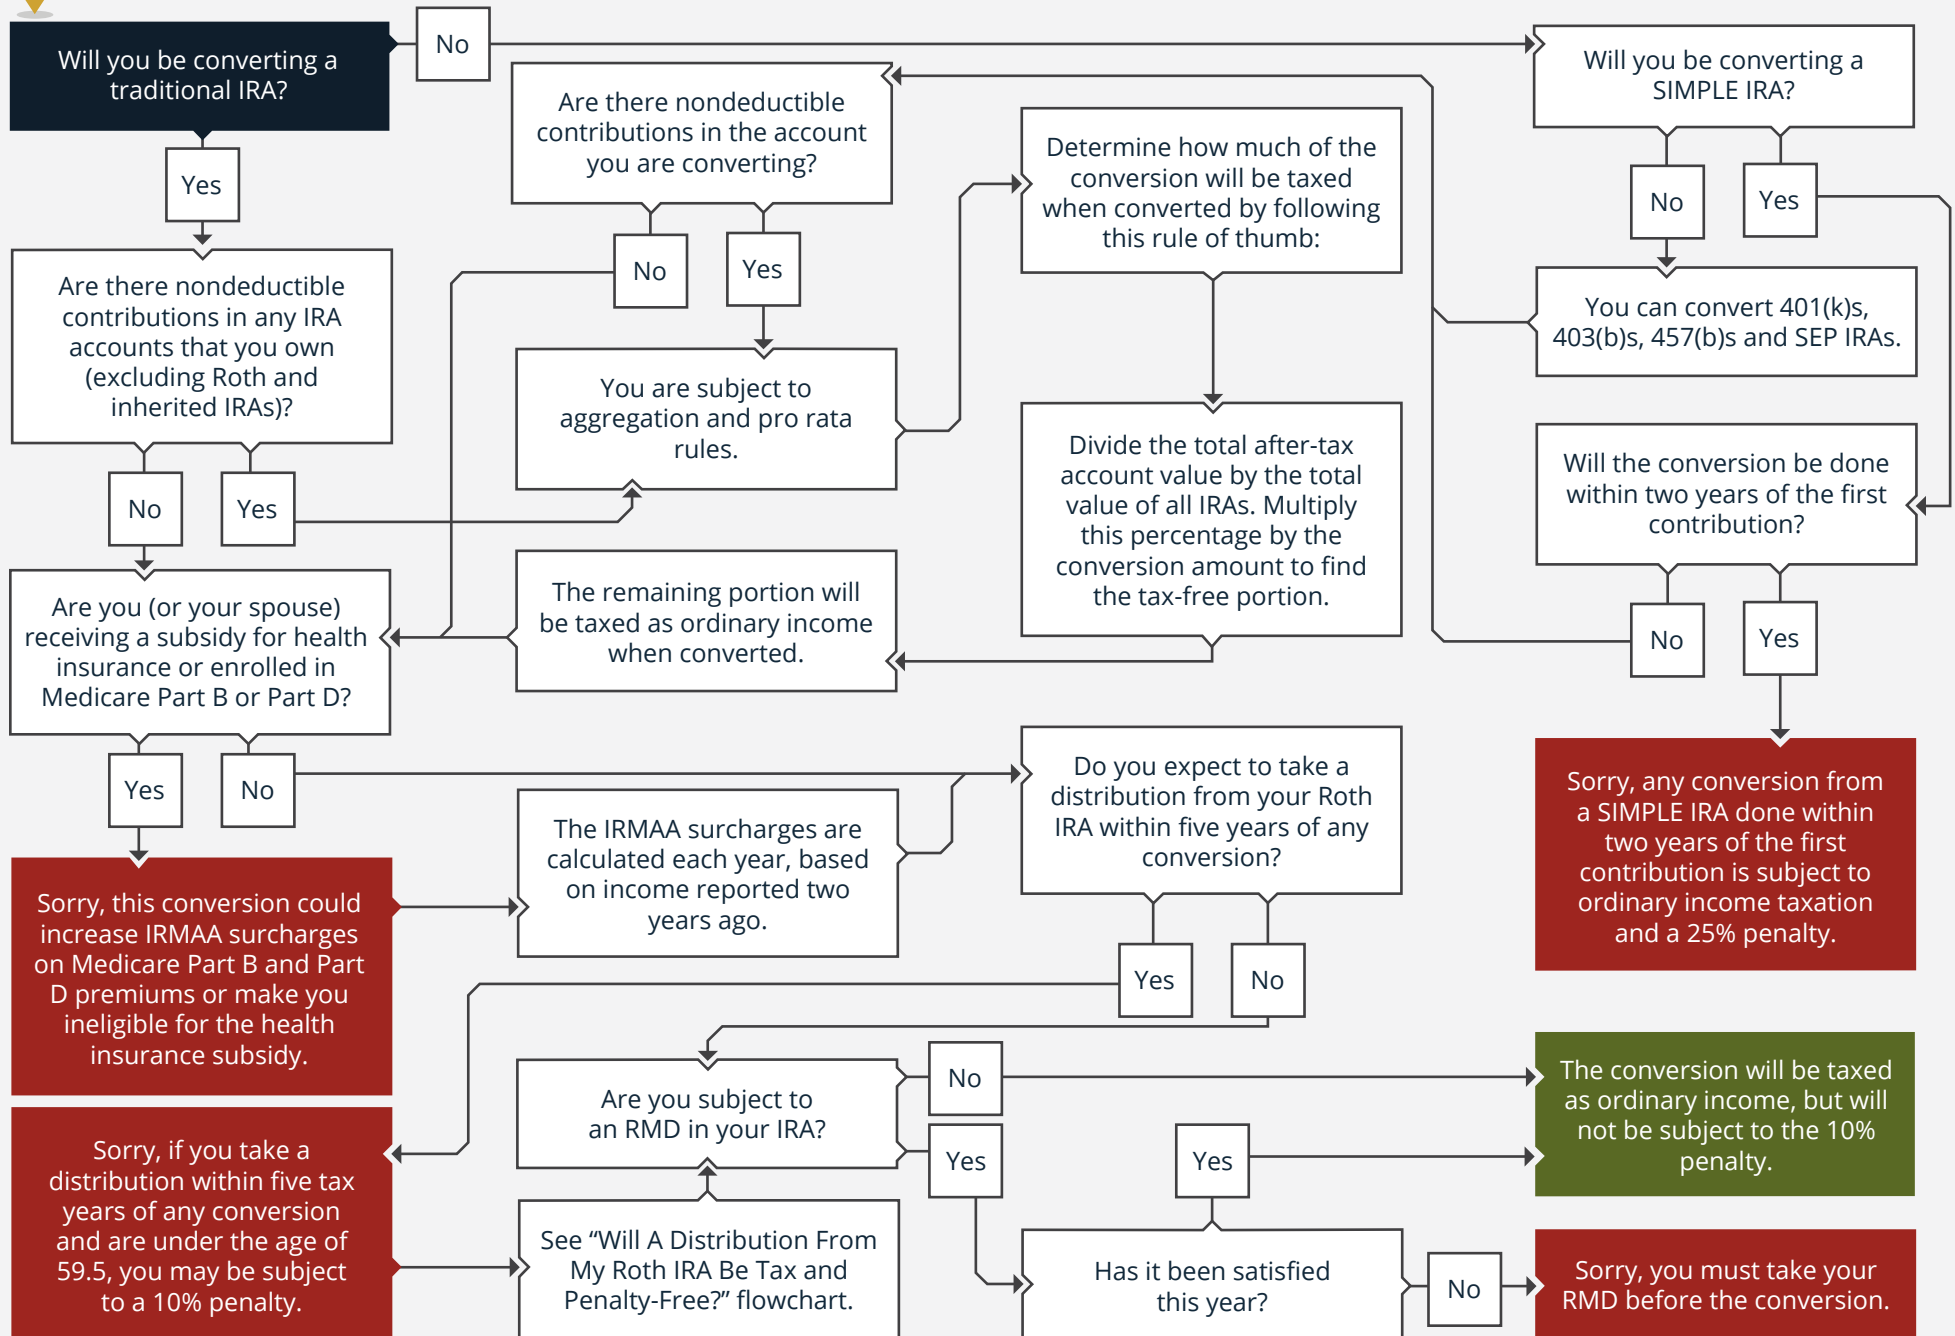 Will you be converting a
traditional IRA?
No
Yes
Will you be converting a
SIMPLE IRA?
No
Yes
Are there nondeductible
contributions in the account
you are converting?
No
Yes
Determine how much of the
conversion will be taxed
when converted by following
this rule of thumb:
You can convert 401(k)s,
403(b)s, 457(b)s and SEP IRAs.
Are there nondeductible
contributions in any IRA
accounts that you own
(excluding Roth and
inherited IRAs)?
No
Yes
You are subject to
aggregation and pro rata
rules.
Divide the total after-tax
account value by the total
value of all IRAs. Multiply
this percentage by the
conversion amount to find
the tax-free portion.
Will the conversion be done
within two years of the first
contribution?
No
Yes
The remaining portion will
be taxed as ordinary income
when converted.
Are you (or your spouse)
receiving a subsidy for health
insurance or enrolled in
Medicare Part B or Part D?
Yes
No
Sorry, any conversion from
a SIMPLE IRA done within
two years of the first
contribution is subject to
ordinary income taxation
and a 25% penalty.
Do you expect to take a
distribution from your Roth
IRA within five years of any
conversion?
Yes
No
The IRMAA surcharges are
calculated each year, based
on income reported two
years ago.
Sorry, this conversion could
increase IRMAA surcharges
on Medicare Part B and Part
D premiums or make you
ineligible for the health
insurance subsidy.
Are you subject to
an RMD in your IRA?
No
Yes
The conversion will be taxed
as ordinary income, but will
not be subject to the 10%
penalty.
Sorry, if you take a
distribution within five tax
years of any conversion
and are under the age of
59.5, you may be subject
to a 10% penalty.
See “Will A Distribution From
My Roth IRA Be Tax and
Penalty-Free?” flowchart.
Yes
Has it been satisfied
this year?
No
Sorry, you must take your
RMD before the conversion.